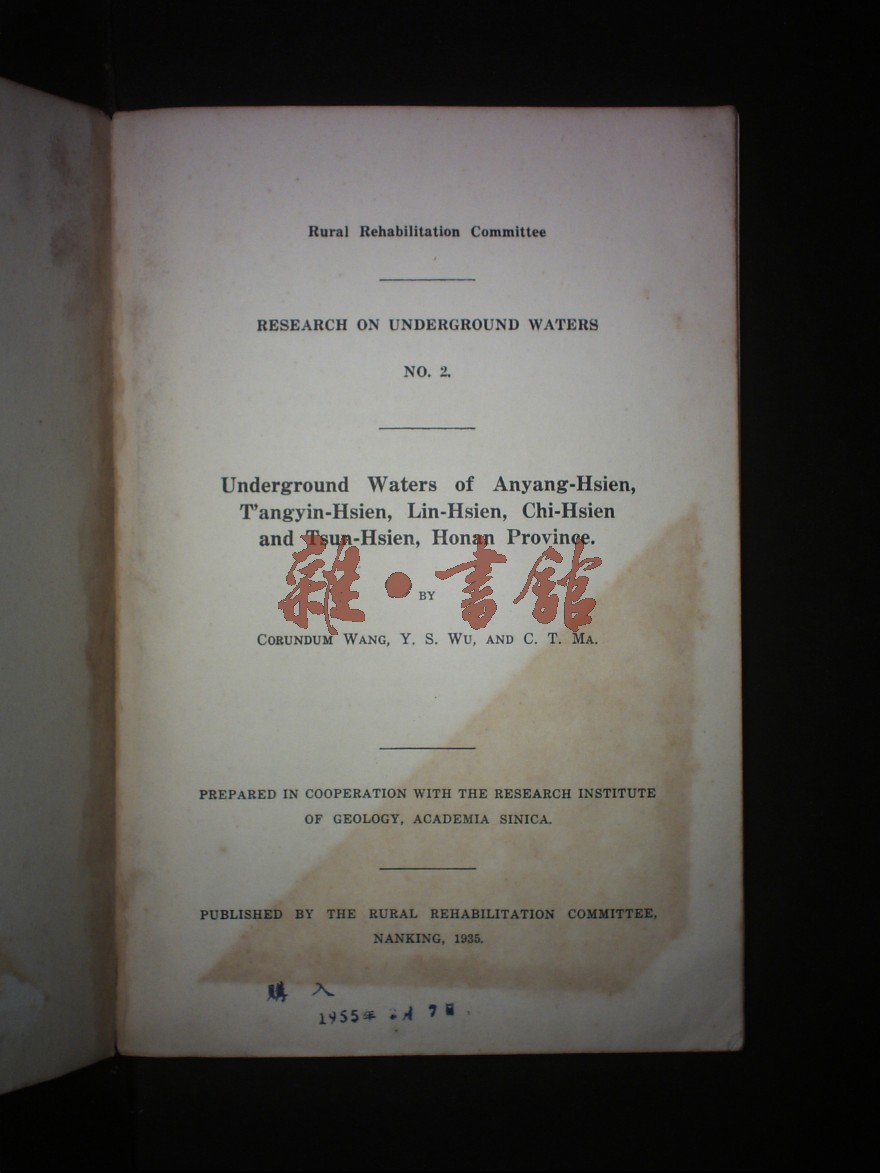 Rural Rehabilitation Committee
RESEARCH ON UNDERGROUND WATERS
NO. 2.
Underground Waters of Anyang-Hsien,
T'angyin-Hsien, Lin-Hsien, Chi-Hsien
and Tsun-Hsien, Honan Province.
雜•書館
BY
CORUNDUM WANG, Y. S. WU, AND C. T. MA.
PREPARED IN COOPERATION WITH THE RESEARCH INSTITUTE
OF GEOLOGY, ACADEMIA SINICA.
PUBLISHED BY THE RURAL REHABILITATION COMMITTEE,
NANKING, 1935.
購入
1955年 月 7日.